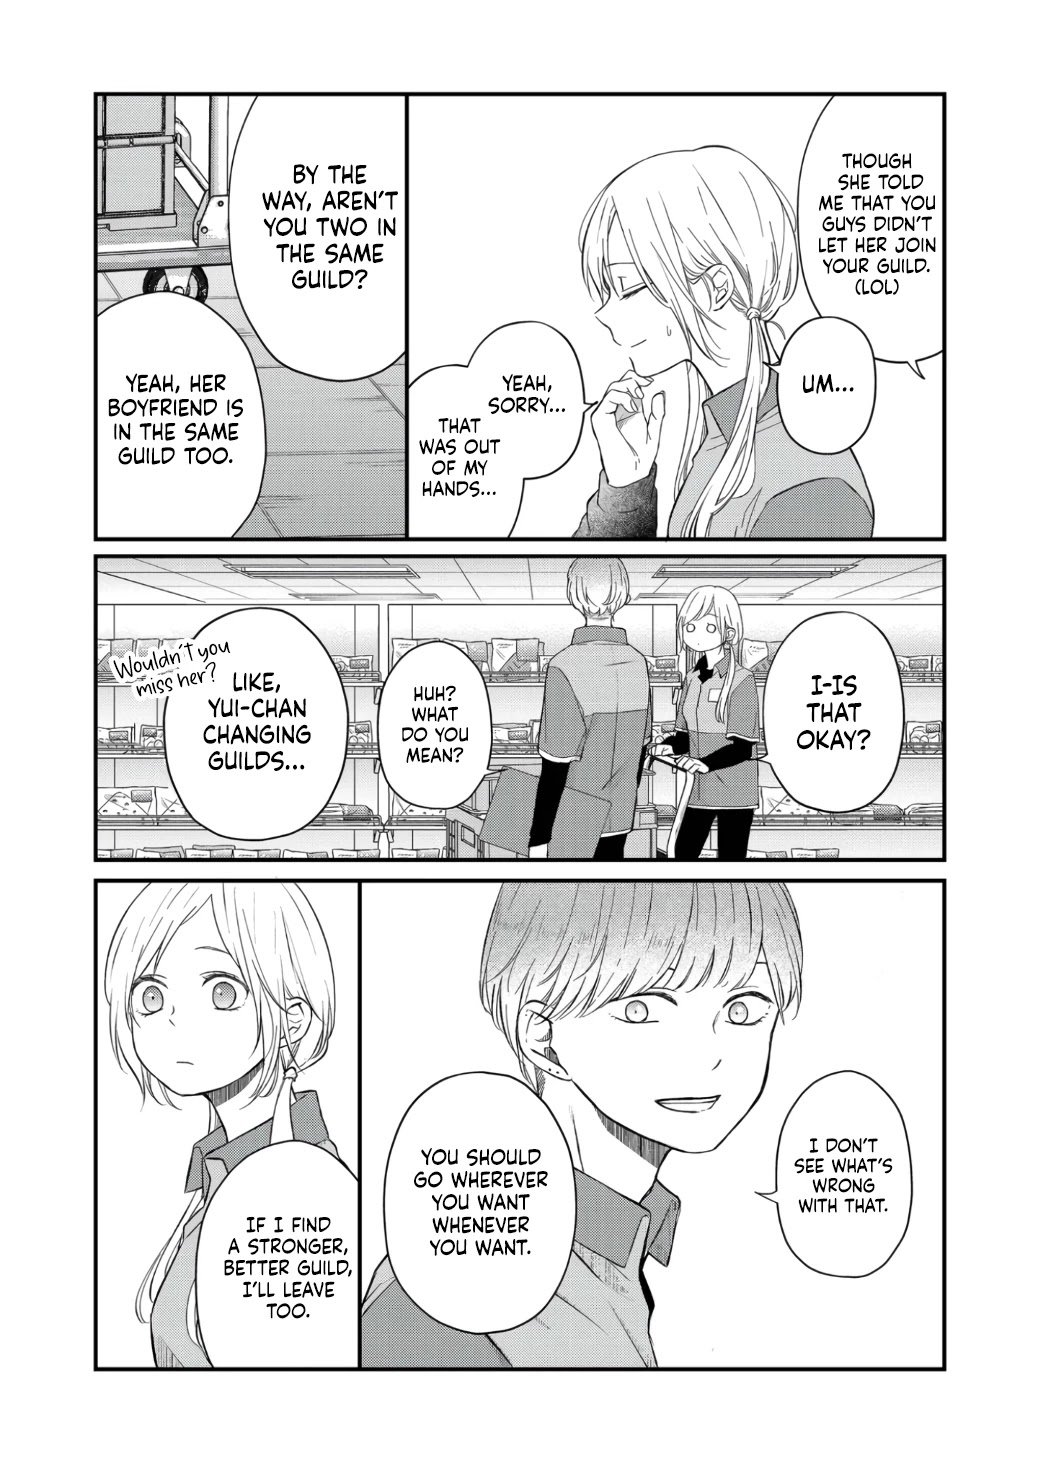 THOUGH
SHE TOLD
ME THAT YOU
GUYS DIDN'T
LET HER JOIN
YOUR GUILD.
(LOL)
UM...
YEAH,
SORRY...
THAT
WAS OUT
OF MY
HANDS...
BY THE
WAY, AREN'T
YOU TWO IN
THE SAME
GUILD?
YEAH, HER
BOYFRIEND IS
IN THE SAME
GUILD TOO.
I-IS
THAT
OKAY?
HUH?
WHAT
DO YOU
MEAN?
LIKE,
YUI-CHAN
CHANGING
GUILDS...
Wouldn't you
miss her?
I DON'T
SEE WHAT'S
WRONG
WITH THAT.
YOU SHOULD
GO WHEREVER
YOU WANT
WHENEVER
YOU WANT.
IF I FIND
A STRONGER,
BETTER GUILD,
I'LL LEAVE
TOO.